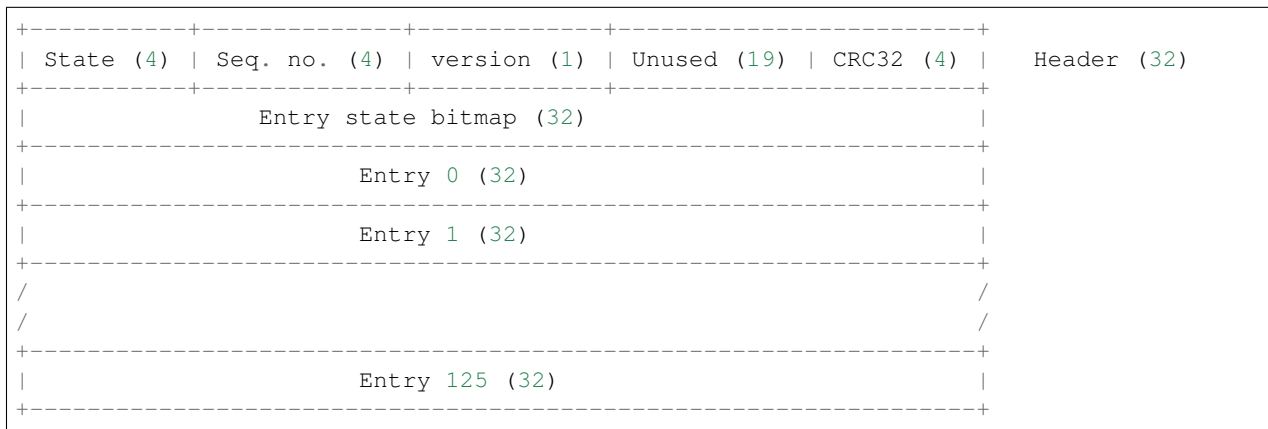 +-----------+--------------+-------------+-------------------------+
| State (4) | Seq. no. (4) | version (1) | Unused (19) | CRC32 (4) | Header (32)
+-----------+--------------+-------------+-------------------------+
| Entry state bitmap (32) |
+------------------------------------------------------------------+
| Entry 0 (32) |
+------------------------------------------------------------------+
| Entry 1 (32) |
+------------------------------------------------------------------+
/ /
/ /
+------------------------------------------------------------------+
| Entry 125 (32) |
+------------------------------------------------------------------+